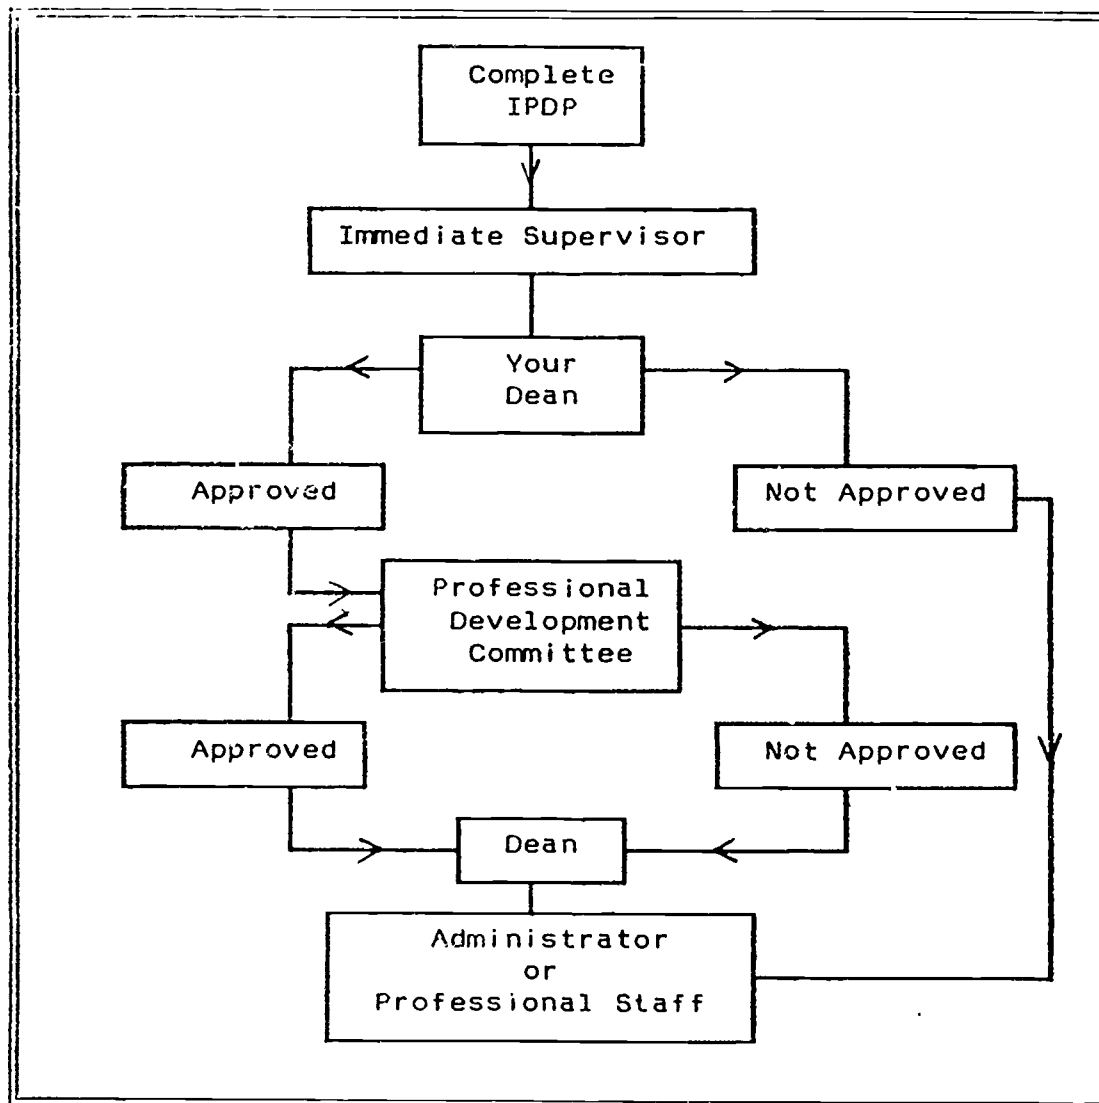 Complete
IPDP
Immediate Supervisor
Your
Dean
Approved
Not Approved
Professional
Development
Committee
Approved
Not Approved
Dean
Administrator
or
Professional Staff